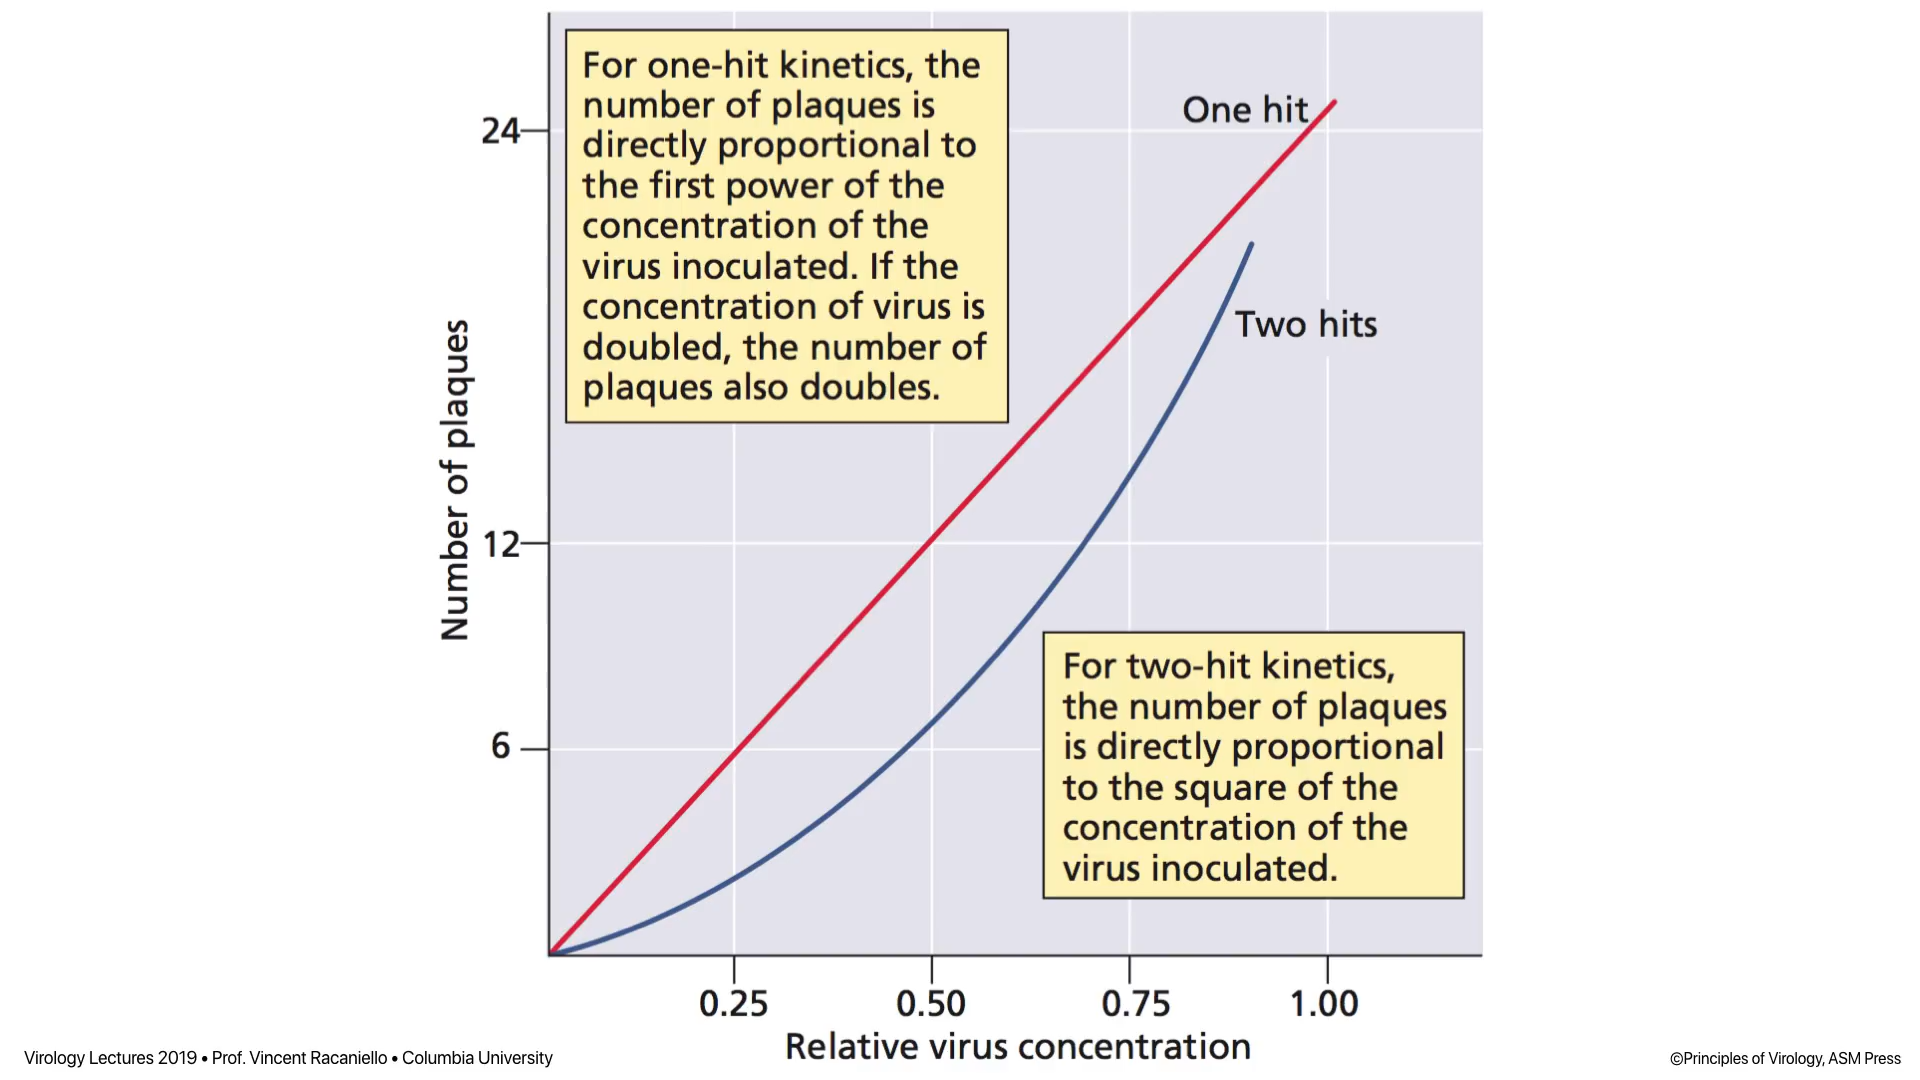 For one-hit kinetics, the
number of plaques is
directly proportional to
the first power of the
concentration of the
virus inoculated. If the
concentration of virus is
doubled, the number of
plaques also doubles.
One hit
Two hits
24
12
6
Number of plaques
For two-hit kinetics,
the number of plaques
is directly proportional
to the square of the
concentration of the
virus inoculated.
0.25 0.50 0.75 1.00
Relative virus concentration
Virology Lectures 2019 • Prof. Vincent Racaniello • Columbia University
©Principles of Virology, ASM Press